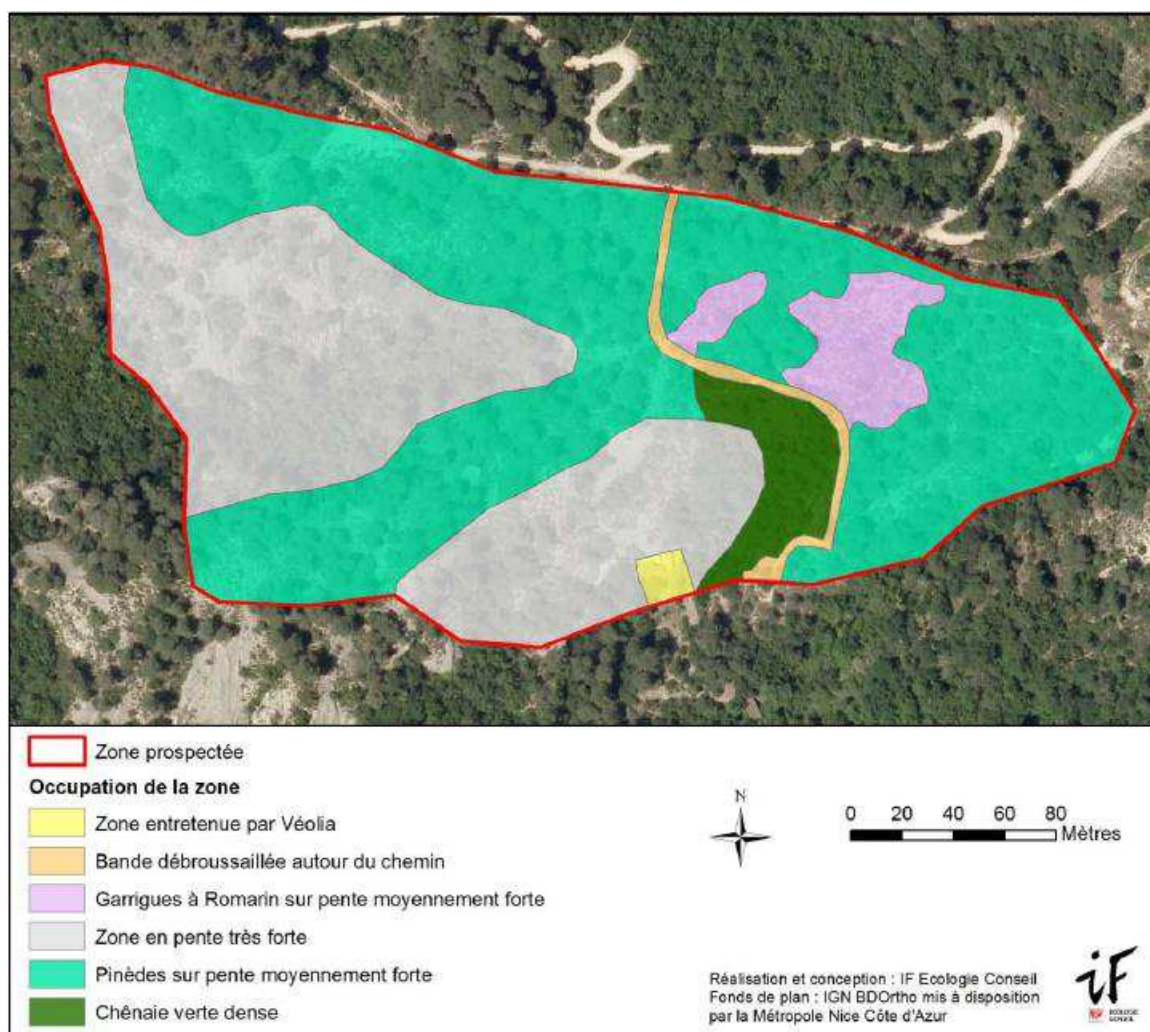 Zone prospectée
Occupation de la zone
Zone entretenue par Véolia
Bande débroussaillée autour du chemin
Garrigues à Romarin sur pente moyennement forte
Zone en pente très forte
Pinèdes sur pente moyennement forte
Chênaie verte dense
N
0 20 40 60 80
Mètres
Réalisation et conception : IF Ecologie Conseil
Fonds de plan : IGN BDOrtho mis à disposition
par la Métropole Nice Côte d'Azur
iF
ECOLOGIE
CONSEIL